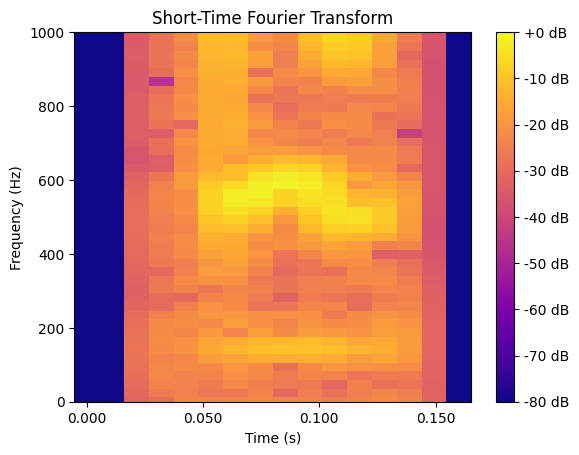 Short-Time Fourier Transform
1000
800
600
400
200
0
Frequency (Hz)
0.000
0.050
0.100
0.150
Time (s)
+0 dB
-10 dB
-20 dB
-30 dB
-40 dB
-50 dB
-60 dB
-70 dB
-80 dB